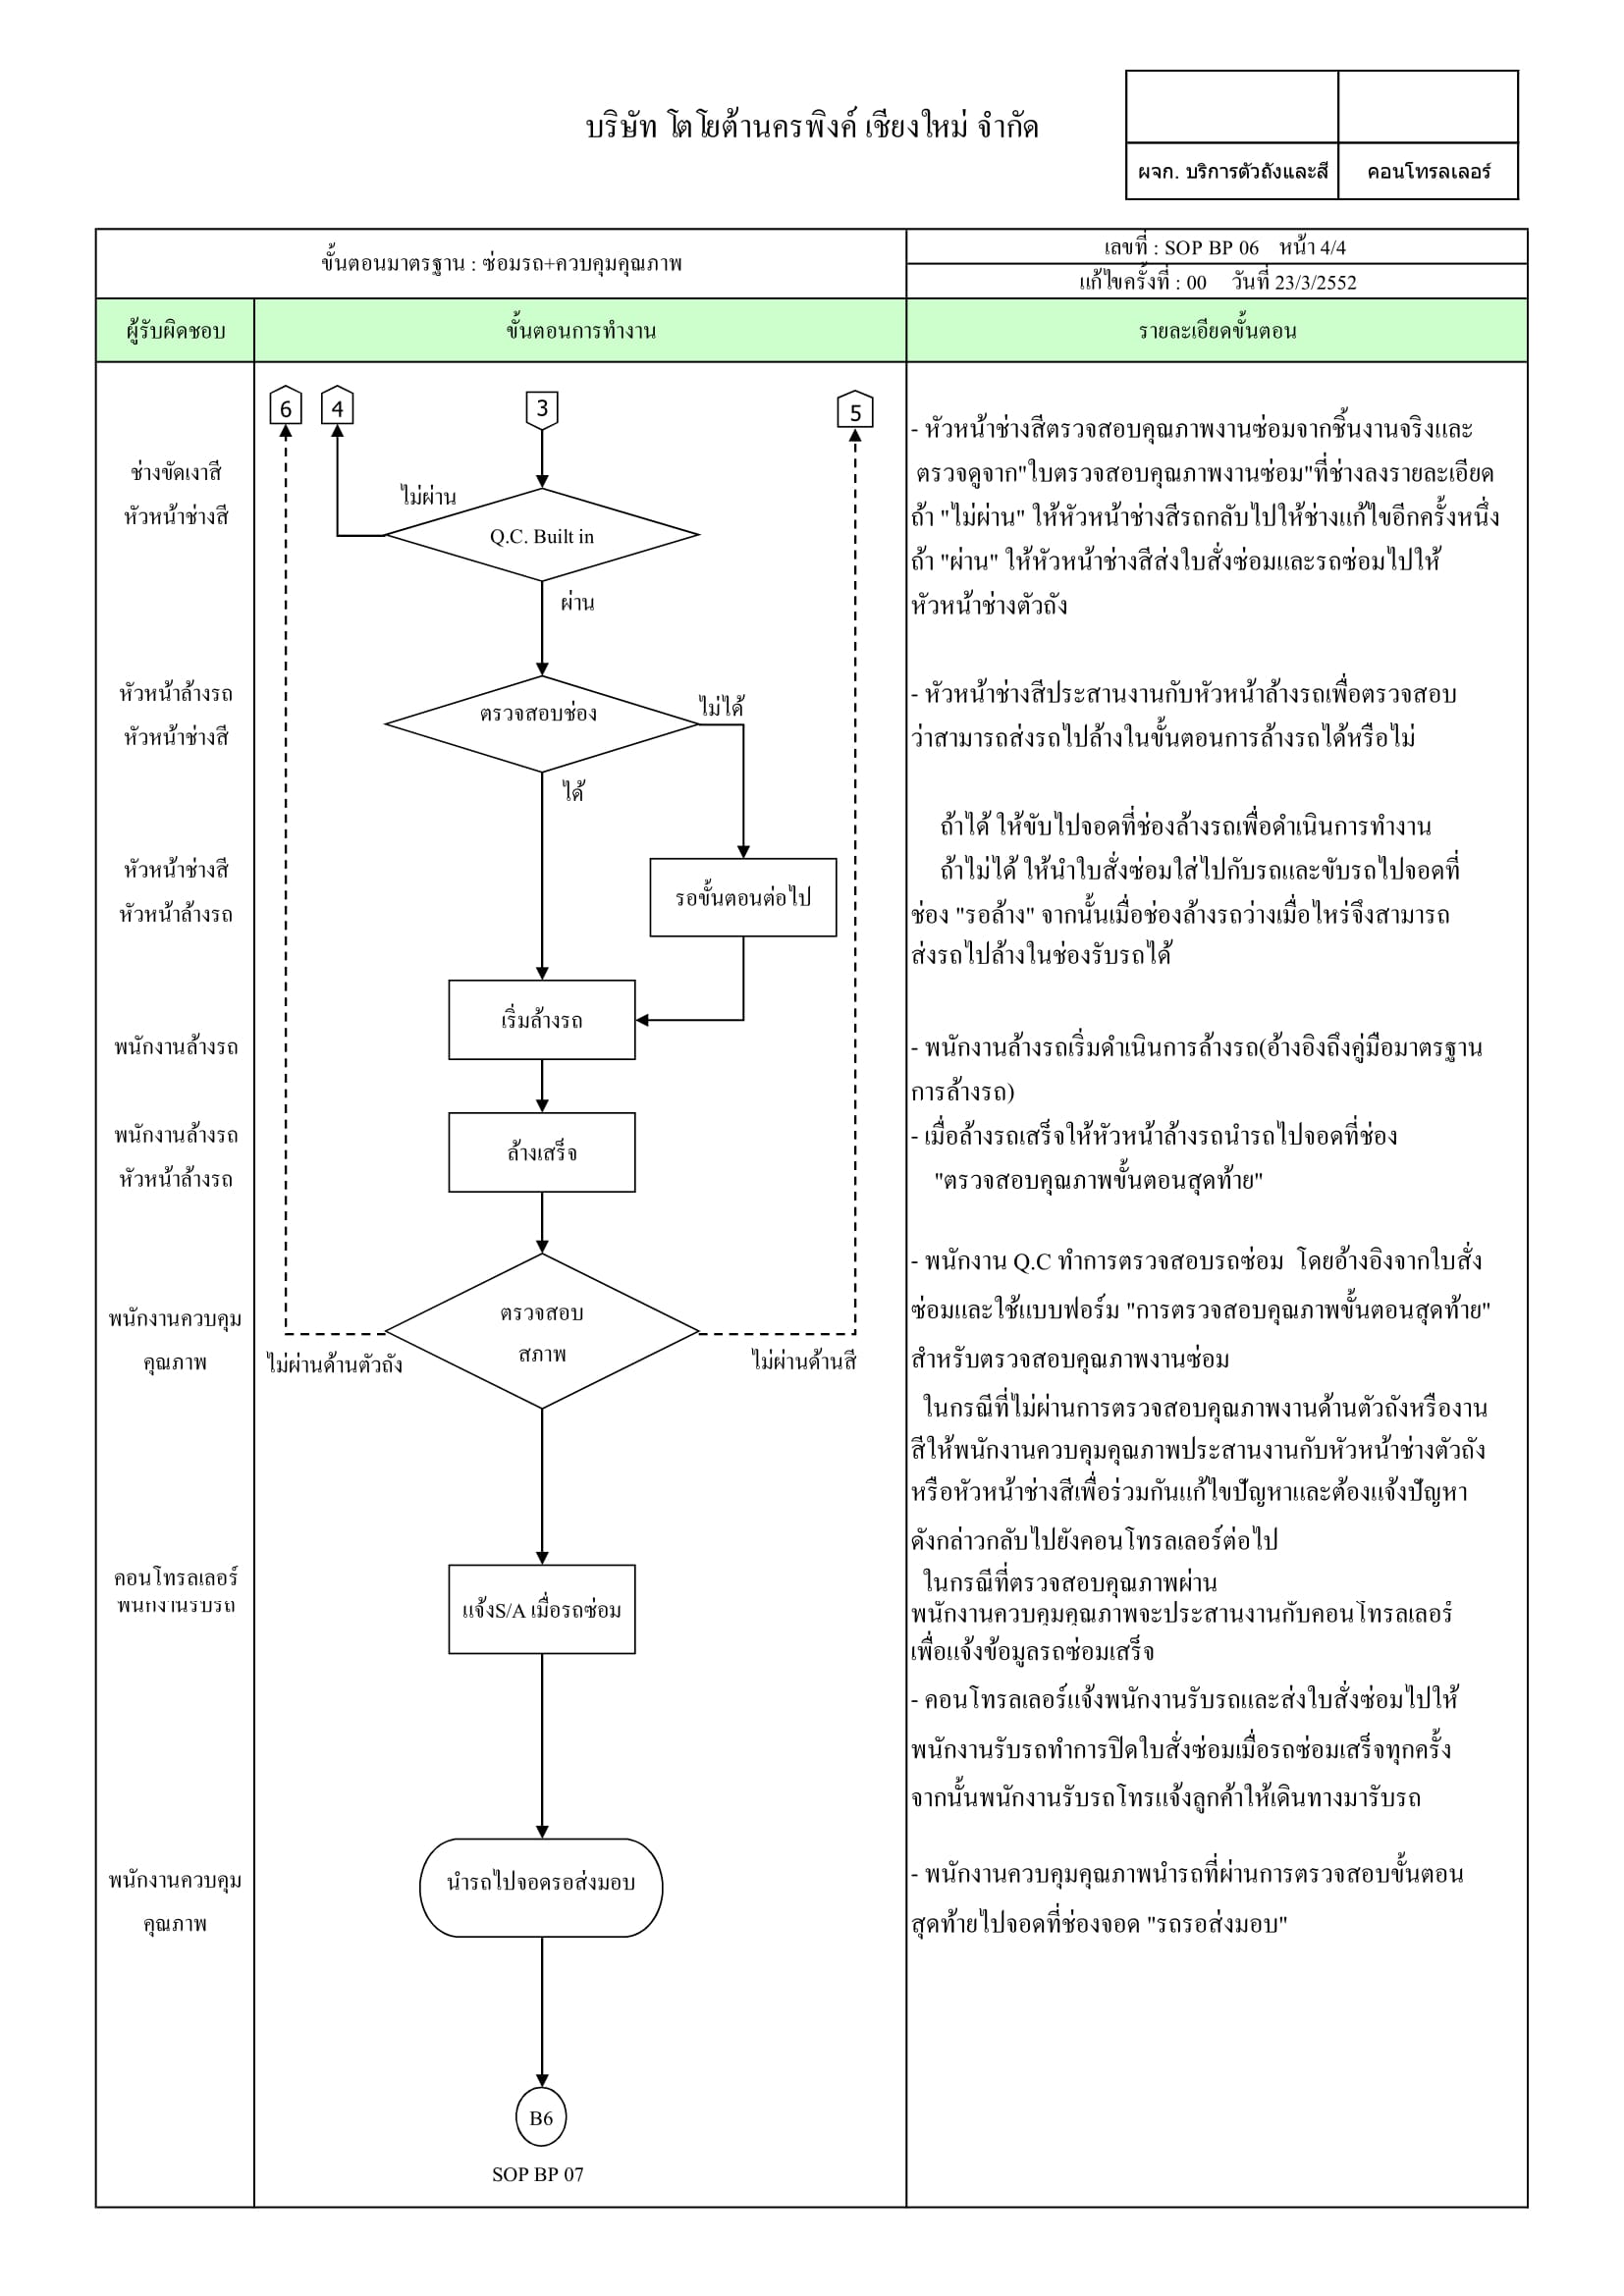 บริษัท โตโยต้านครพิงค์ เชียงใหม่ จำกัด
ผจก. บริการตัวถังและสี
คอนโทรลเลอร์
ขั้นตอนมาตรฐาน : ซ่อมรถ+ควบคุมคุณภาพ
เลขที่ : SOP BP 06 หน้า 4/4
แก้ไขครั้งที่ : 00 วันที่ 23/3/2552
ผู้รับผิดชอบ
ขั้นตอนการทำงาน
รายละเอียดขั้นตอน
6
4
3
5
ช่างขัดเงาสี
หัวหน้าช่างสี
ไม่ผ่าน
Q.C. Built in
ผ่าน
- หัวหน้าช่างสีตรวจสอบคุณภาพงานซ่อมจากชิ้นงานจริงและ
ตรวจดูจาก"ใบตรวจสอบคุณภาพงานซ่อม"ที่ช่างลงรายละเอียด
ถ้า "ไม่ผ่าน" ให้หัวหน้าช่างสีรถกลับไปให้ช่างแก้ไขอีกครั้งหนึ่ง
ถ้า "ผ่าน" ให้หัวหน้าช่างสีส่งใบสั่งซ่อมและรถซ่อมไปให้
หัวหน้าช่างตัวถัง
หัวหน้าล้างรถ
หัวหน้าช่างสี
ตรวจสอบช่อง
ไม่ได้
ได้
- หัวหน้าช่างสีประสานงานกับหัวหน้าล้างรถเพื่อตรวจสอบ
ว่าสามารถส่งรถไปล้างในขั้นตอนการล้างรถได้หรือไม่
หัวหน้าช่างสี
หัวหน้าล้างรถ
รอขั้นตอนต่อไป
ถ้าได้ ให้ขับไปจอดที่ช่องล้างรถเพื่อดำเนินการทำงาน
ถ้าไม่ได้ ให้นำใบสั่งซ่อมใส่ไปกับรถและขับรถไปจอดที่
ช่อง "รอล้าง" จากนั้นเมื่อช่องล้างรถว่างเมื่อไหร่จึงสามารถ
ส่งรถไปล้างในช่องรับรถได้
พนักงานล้างรถ
เริ่มล้างรถ
- พนักงานล้างรถเริ่มดำเนินการล้างรถ(อ้างอิงถึงคู่มือมาตรฐาน
การล้างรถ)
พนักงานล้างรถ
หัวหน้าล้างรถ
ล้างเสร็จ
- เมื่อล้างรถเสร็จให้หัวหน้าล้างรถนำรถไปจอดที่ช่อง
"ตรวจสอบคุณภาพขั้นตอนสุดท้าย"
พนักงานควบคุม
คุณภาพ
ตรวจสอบ
สภาพ
ไม่ผ่านด้านตัวถัง
ไม่ผ่านด้านสี
- พนักงาน Q.C ทำการตรวจสอบรถซ่อม โดยอ้างอิงจากใบสั่ง
ซ่อมและใช้แบบฟอร์ม "การตรวจสอบคุณภาพขั้นตอนสุดท้าย"
สำหรับตรวจสอบคุณภาพงานซ่อม
ในกรณีที่ไม่ผ่านการตรวจสอบคุณภาพงานด้านตัวถังหรืองาน
สีให้พนักงานควบคุมคุณภาพประสานงานกับหัวหน้าช่างตัวถัง
หรือหัวหน้าช่างสีเพื่อร่วมกันแก้ไขปัญหาและต้องแจ้งปัญหา
ดังกล่าวกลับไปยังคอนโทรลเลอร์ต่อไป
คอนโทรลเลอร์
พนักงานรับรถ
แจ้งS/A เมื่อรถซ่อม
ในกรณีที่ตรวจสอบคุณภาพผ่าน
พนักงานควบคุมคุณภาพจะประสานงานกับคอนโทรลเลอร์
เพื่อแจ้งข้อมูลรถซ่อมเสร็จ
- คอนโทรลเลอร์แจ้งพนักงานรับรถและส่งใบสั่งซ่อมไปให้
พนักงานรับรถทำการปิดใบสั่งซ่อมเมื่อรถซ่อมเสร็จทุกครั้ง
จากนั้นพนักงานรับรถโทรแจ้งลูกค้าให้เดินทางมารับรถ
พนักงานควบคุม
คุณภาพ
นำรถไปจอดรอส่งมอบ
- พนักงานควบคุมคุณภาพนำรถที่ผ่านการตรวจสอบขั้นตอน
สุดท้ายไปจอดที่ช่องจอด "รถรอส่งมอบ"
B6
SOP BP 07